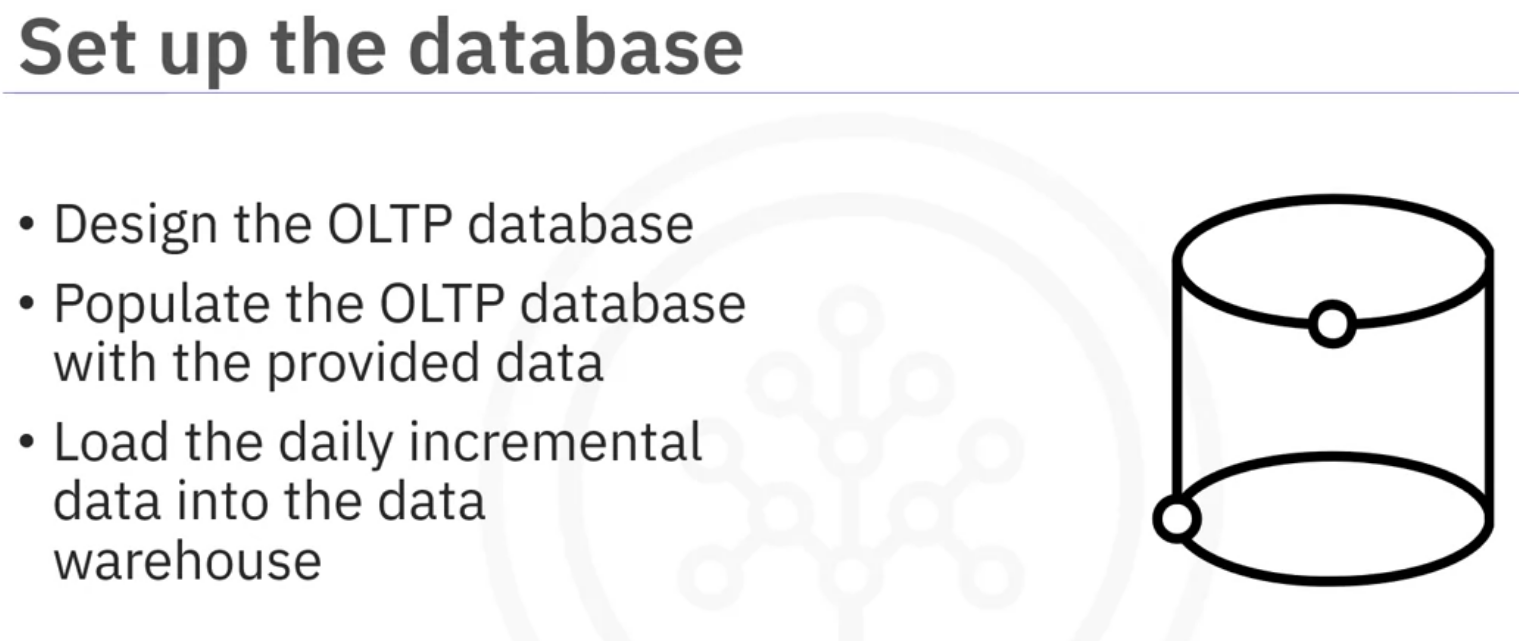 Set up the database
• Design the OLTP database
• Populate the OLTP database
with the provided data
• Load the daily incremental
data into the data
warehouse